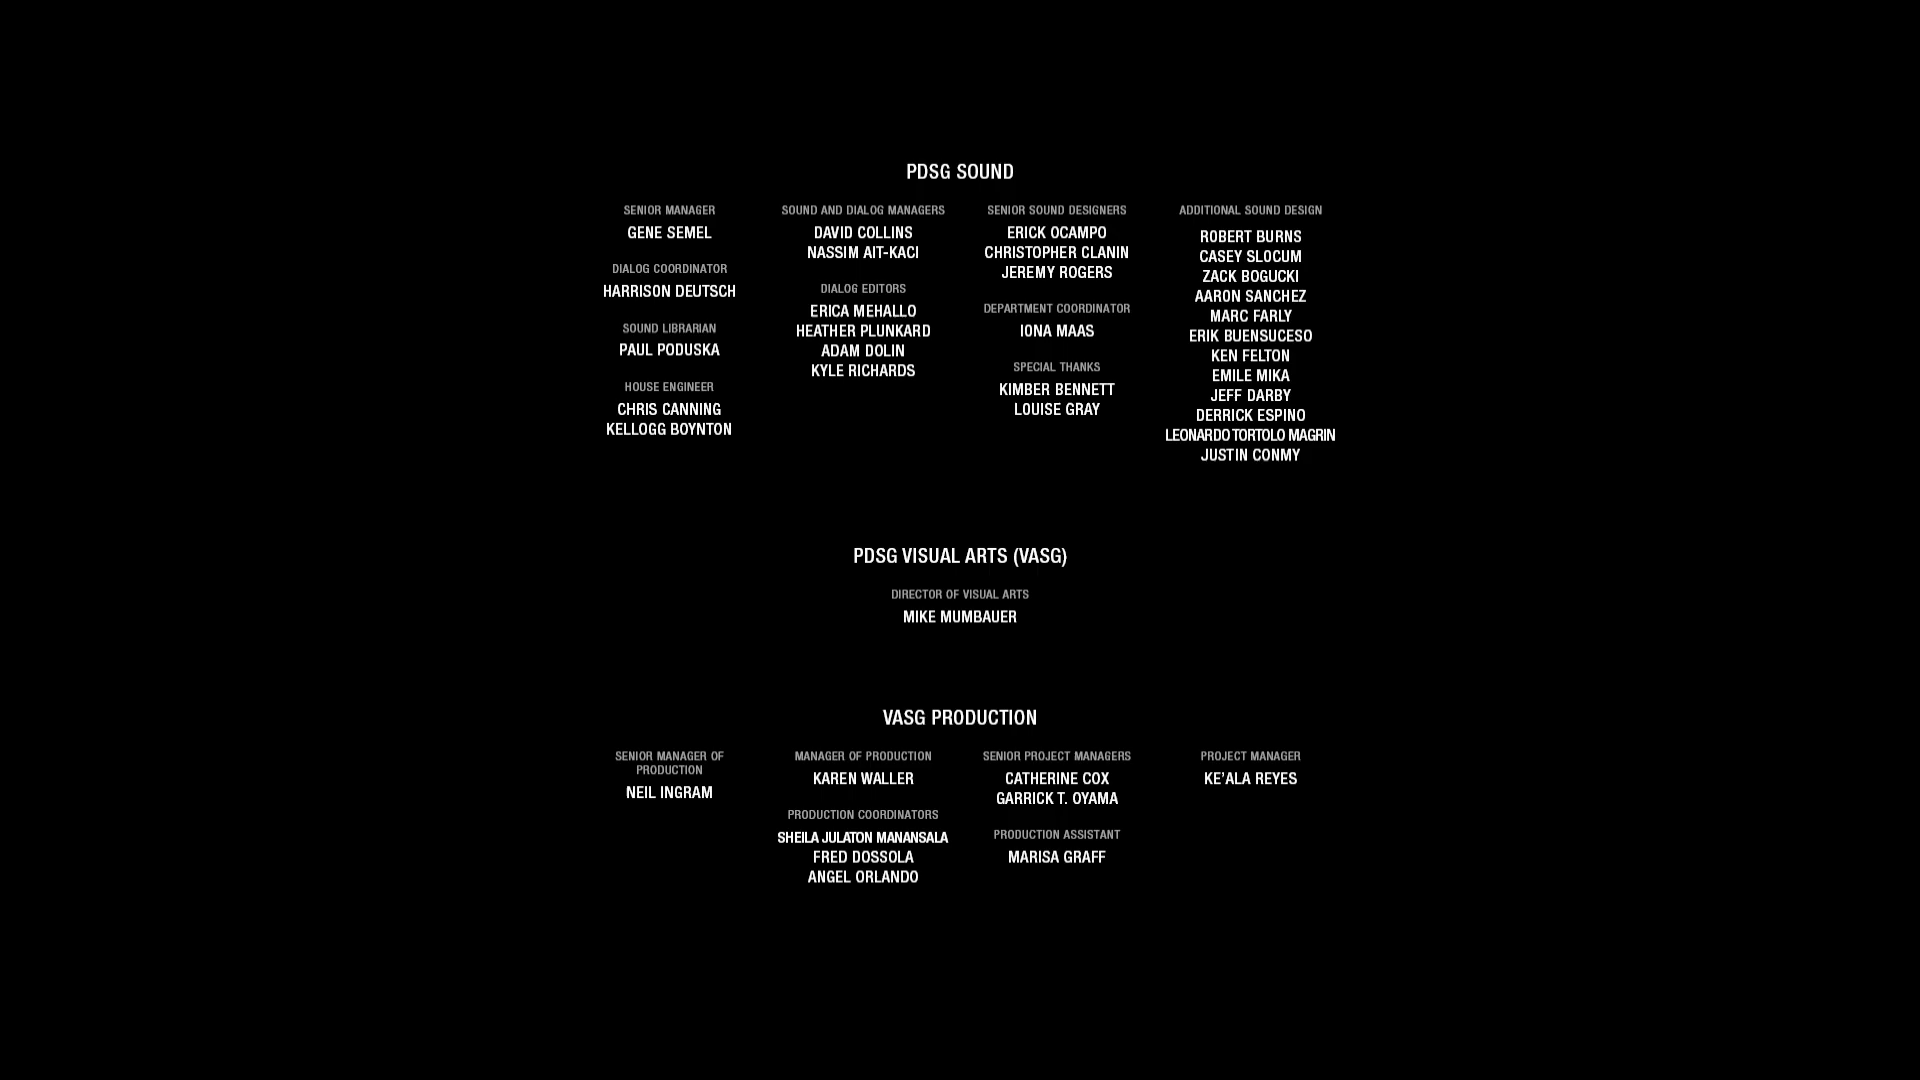 PDSG SOUND
SENIOR MANAGER
GENE SEMEL
DIALOG COORDINATOR
HARRISON DEUTSCH
SOUND LIBRARIAN
PAUL PODUSKA
HOUSE ENGINEER
CHRIS CANNING
KELLOGG BOYNTON
SOUND AND DIALOG MANAGERS
DAVID COLLINS
NASSIM AIT-KACI
DIALOG EDITORS
ERICA MEHALLO
HEATHER PLUNKARD
ADAM DOLIN
KYLE RICHARDS
SENIOR SOUND DESIGNERS
ERICK OCAMPO
CHRISTOPHER CLANIN
JEREMY ROGERS
DEPARTMENT COORDINATOR
IONA MAAS
SPECIAL THANKS
KIMBER BENNETT
LOUISE GRAY
ADDITIONAL SOUND DESIGN
ROBERT BURNS
CASEY SLOCUM
ZACK BOGUCKI
AARON SANCHEZ
MARC FARLY
ERIK BUENSUCESO
KEN FELTON
EMILE MIKA
JEFF DARBY
DERRICK ESPINO
LEONARDO TORTOLO MAGRIN
JUSTIN CONMY
PDSG VISUAL ARTS (VASG)
DIRECTOR OF VISUAL ARTS
MIKE MUMBAUER
VASG PRODUCTION
SENIOR MANAGER OF
PRODUCTION
NEIL INGRAM
MANAGER OF PRODUCTION
KAREN WALLER
PRODUCTION COORDINATORS
SHEILA JULATON MANANSALA
FRED DOSSOLA
ANGEL ORLANDO
SENIOR PROJECT MANAGERS
CATHERINE COX
GARRICK T. OYAMA
PRODUCTION ASSISTANT
MARISA GRAFF
PROJECT MANAGER
KE’ALA REYES